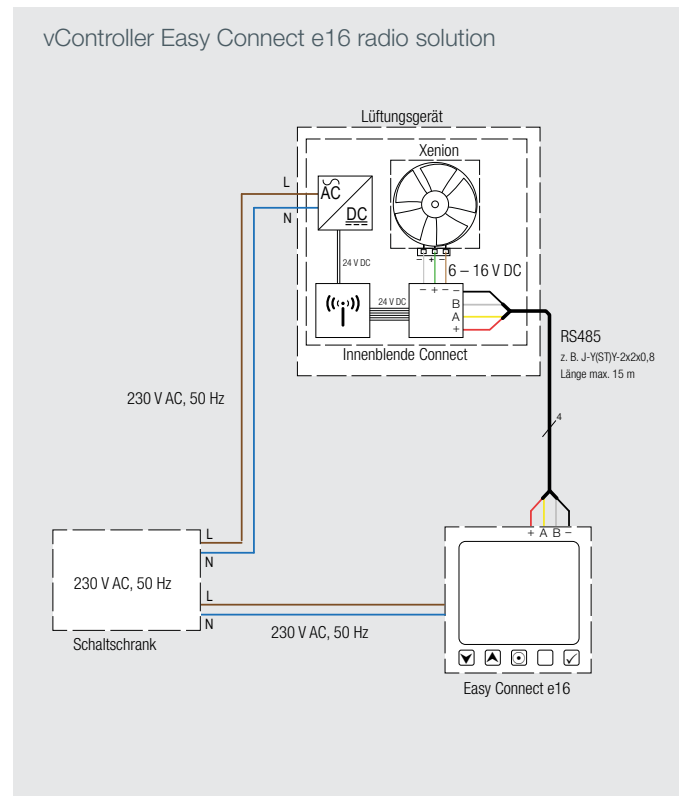 vController Easy Connect e16 radio solution
Lüftungsgerät
Xenion
L
AC
N
DC
24 V DC
– + –
6 – 16 V DC
24 V DC
– + – –
B
A
+
Innenblende Connect
RS485
z. B. J-Y(ST)Y-2x2x0,8
Länge max. 15 m
230 V AC, 50 Hz
4
+ A B –
L
N
230 V AC, 50 Hz
L
N
230 V AC, 50 Hz
Schaltschrank
Easy Connect e16